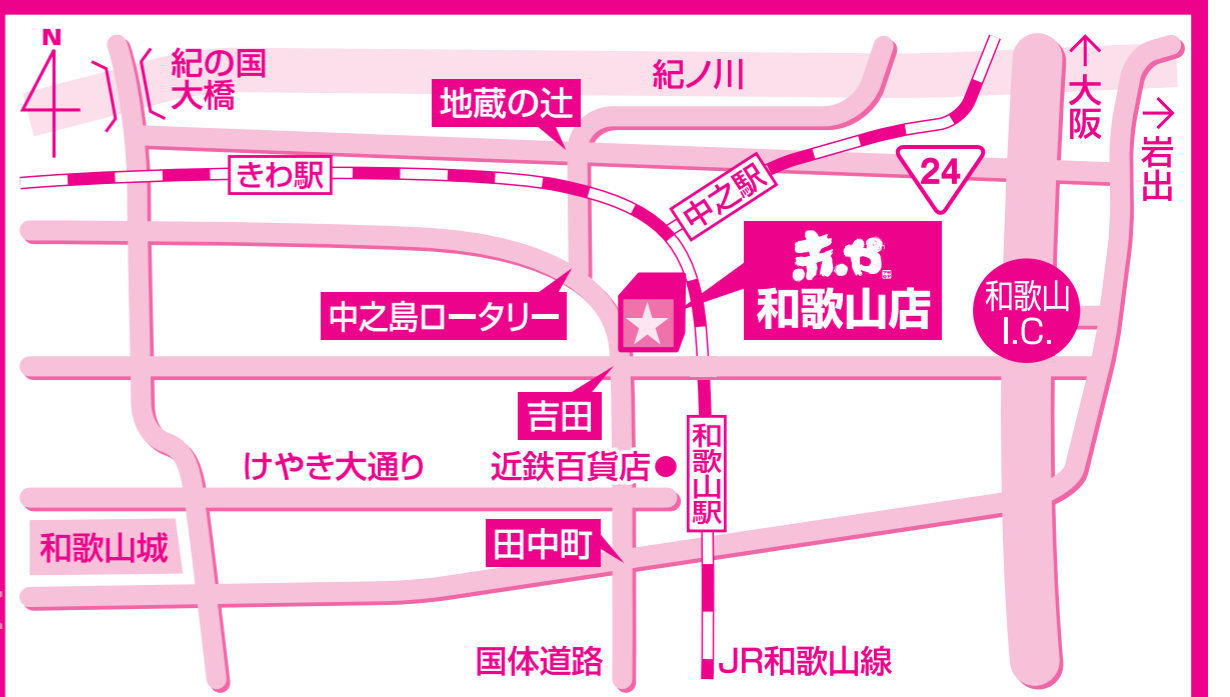 N
紀の国
大橋
紀ノ川
↑大阪
→岩出
地蔵の辻
きわ駅
中之駅
24
赤や
和歌山店
中之島ロータリー
和歌山
I.C.
吉田
けやき大通り
近鉄百貨店
和歌山駅
和歌山城
田中町
国体道路
JR和歌山線